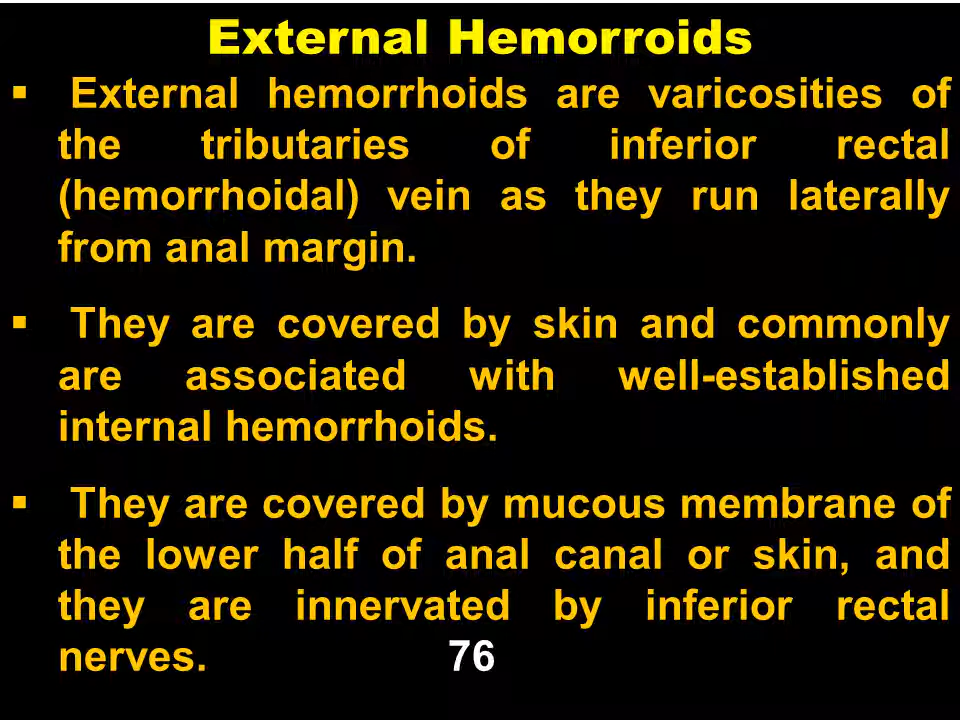 External Hemorroids
▪ External hemorrhoids are varicosities of
the tributaries of inferior rectal
(hemorrhoidal) vein as they run laterally
from anal margin.
▪ They are covered by skin and commonly
are associated with well-established
internal hemorrhoids.
▪ They are covered by mucous membrane of
the lower half of anal canal or skin, and
they are innervated by inferior rectal
nerves. 76